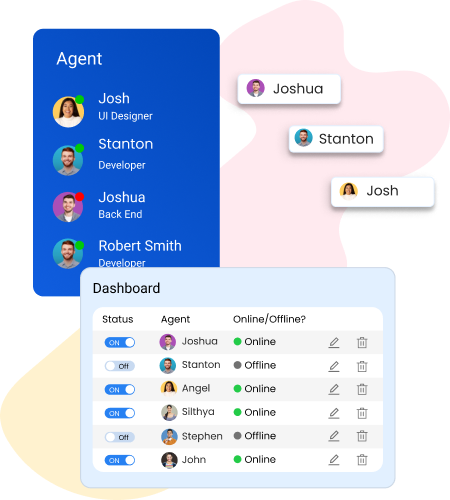 Agent
Josh
UI Designer
Stanton
Developer
Joshua
Back End
Robert Smith
Developer
Joshua
Stanton
Josh
Dashboard
Status Agent Online/Offline?
ON Joshua Online
Off Stanton Offline
ON Angel Online
ON Silthya Online
Off Stephen Offline
ON John Online